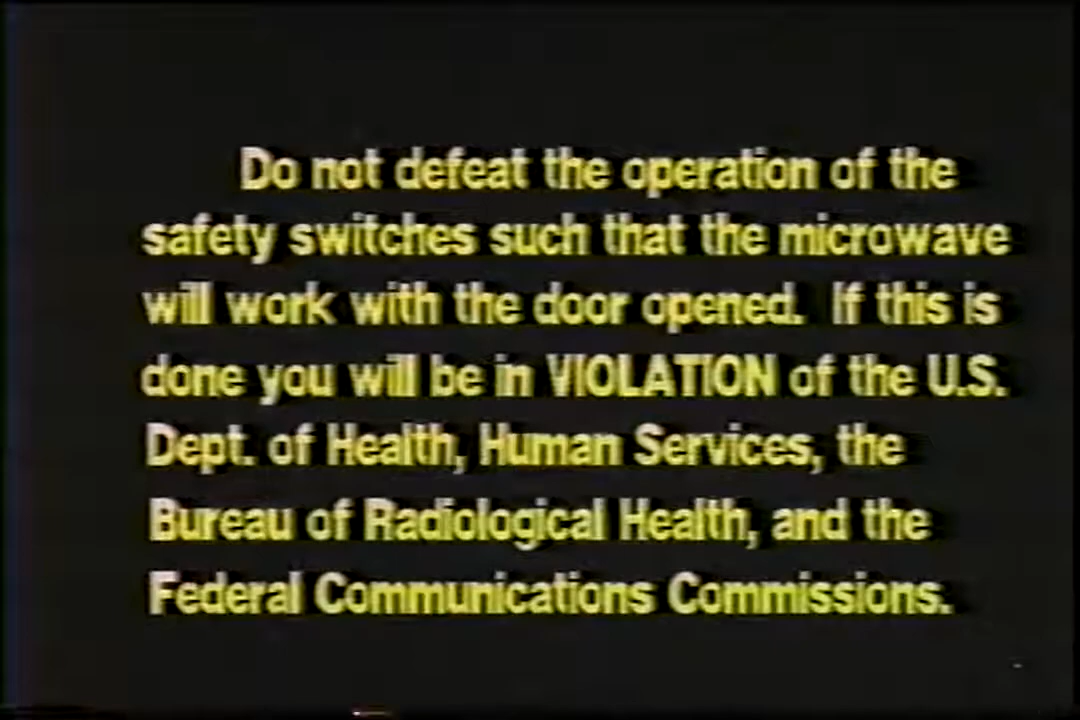 Do not defeat the operation of the
safety switches such that the microwave
will work with the door opened. If this is
done you will be in VIOLATION of the U.S.
Dept. of Health, Human Services, the
Bureau of Radiological Health, and the
Federal Communications Commissions.